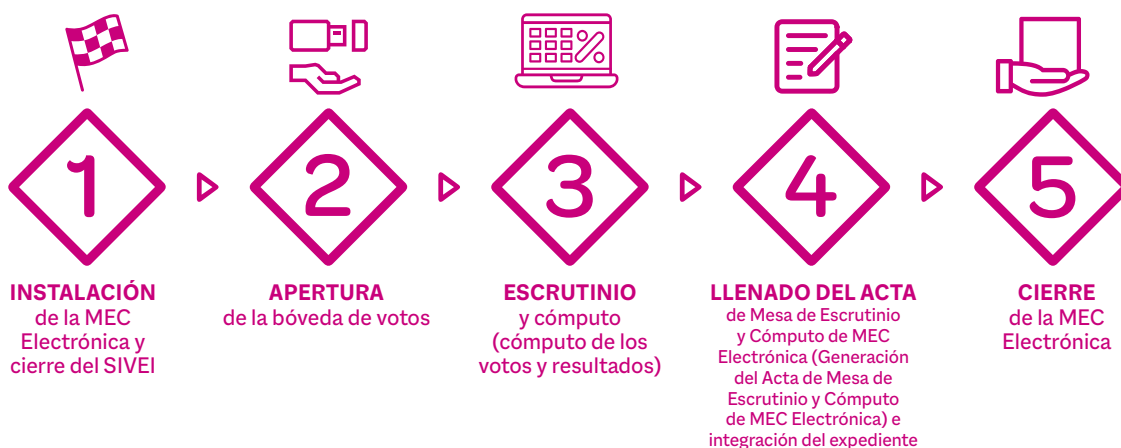 1
INSTALACIÓN
de la MEC
Electrónica y
cierre del SIVEI
2
APERTURA
de la bóveda de votos
3
ESCRUTINIO
y cómputo
(cómputo de los
votos y resultados)
4
LLENADO DEL ACTA
de Mesa de Escrutinio
y Cómputo de MEC
Electrónica (Generación
del Acta de Mesa de
Escrutinio y Cómputo
de MEC Electrónica) e
integración del expediente
5
CIERRE
de la MEC
Electrónica